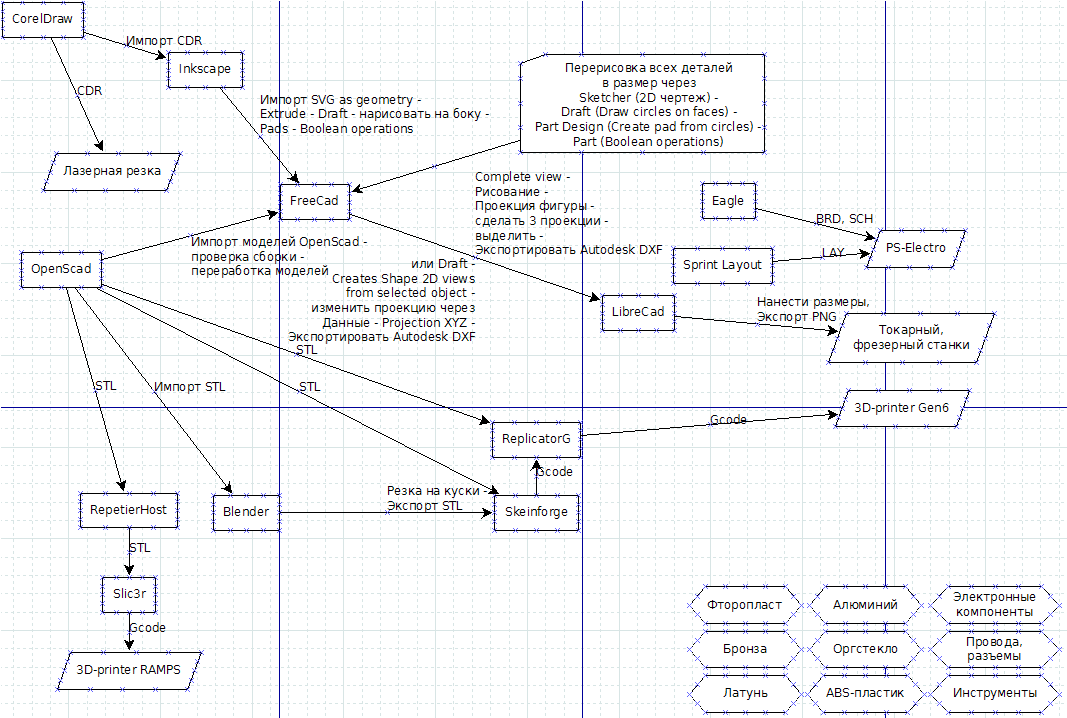 CorelDraw
Импорт CDR
Inkscape
CDR
Лазерная резка
Импорт SVG as geometry -
Extrude - Draft - нарисовать на боку -
Pads - Boolean operations
Перерисовка всех деталей
в размер через
Sketcher (2D чертеж) -
Draft (Draw circles on faces) -
Part Design (Create pad from circles) -
Part (Boolean operations)
FreeCad
Complete view -
Рисование -
Проекция фигуры -
сделать 3 проекции -
выделить -
Экспортировать Autodesk DXF
Eagle
BRD, SCH
PS-Electro
Sprint Layout
LAY
OpenScad
Импорт моделей OpenScad -
проверка сборки -
переработка моделей
или Draft -
Creates Shape 2D views
from selected object -
изменить проекцию через
Данные - Projection XYZ -
Экспортировать Autodesk DXF
LibreCad
Нанести размеры,
Экспорт PNG
Токарный,
фрезерный станки
STL
STL
STL
Импорт STL
3D-printer Gen6
Gcode
ReplicatorG
Gcode
Резка на куски -
Экспорт STL
RepetierHost
Blender
Skeinforge
STL
Slic3r
Gcode
3D-printer RAMPS
Фторопласт
Алюминий
Электронные
компоненты
Бронза
Оргстекло
Провода,
разъемы
Латунь
ABS-пластик
Инструменты